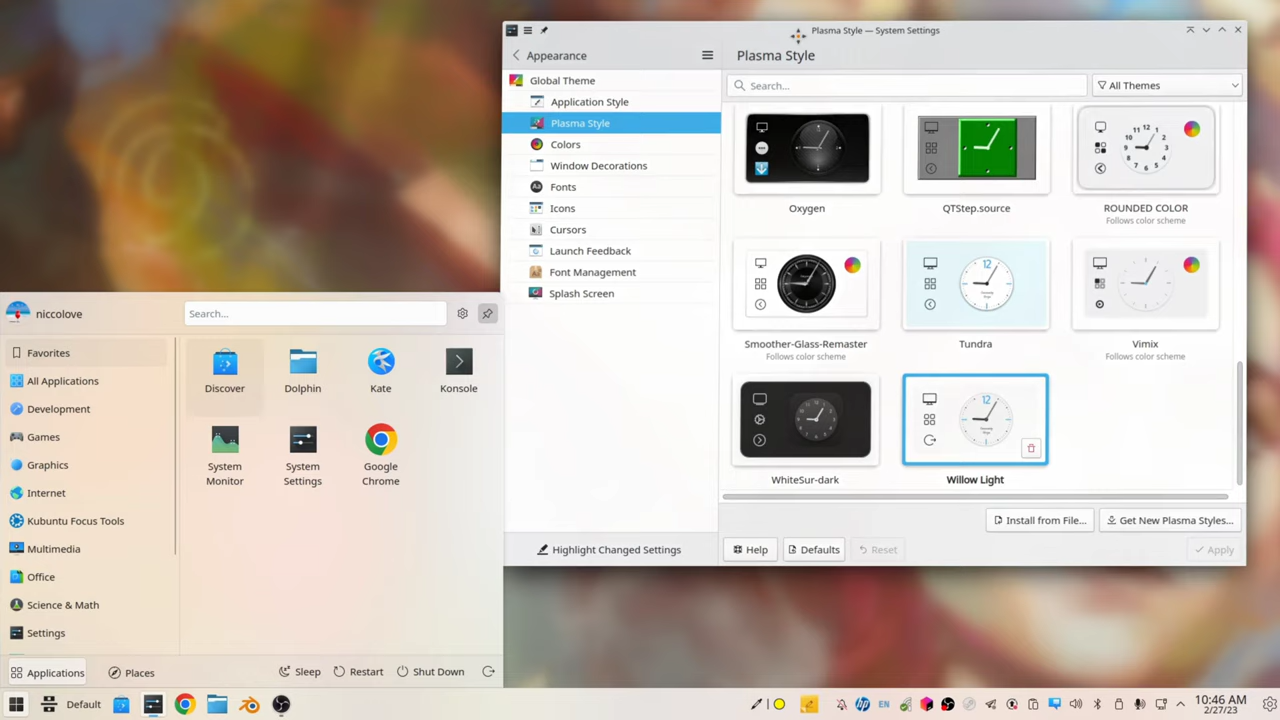 Plasma Style — System Settings
Appearance
Plasma Style
Global Theme
Application Style
Plasma Style
Colors
Window Decorations
Fonts
Icons
Cursors
Launch Feedback
Font Management
Splash Screen
Highlight Changed Settings
Search...
All Themes
Oxygen
QTStep.source
ROUNDED COLOR
Follows color scheme
Smoother-Glass-Remaster
Follows color scheme
Tundra
Vimix
Follows color scheme
WhiteSur-dark
Willow Light
Install from File...
Get New Plasma Styles...
Help
Defaults
Reset
Apply
niccolove
Search...
Favorites
All Applications
Development
Games
Graphics
Internet
Kubuntu Focus Tools
Multimedia
Office
Science & Math
Settings
Discover
Dolphin
Kate
Konsole
System
Monitor
System
Settings
Google
Chrome
Applications
Places
Sleep
Restart
Shut Down
Default
EN
10:46 AM
2/27/23